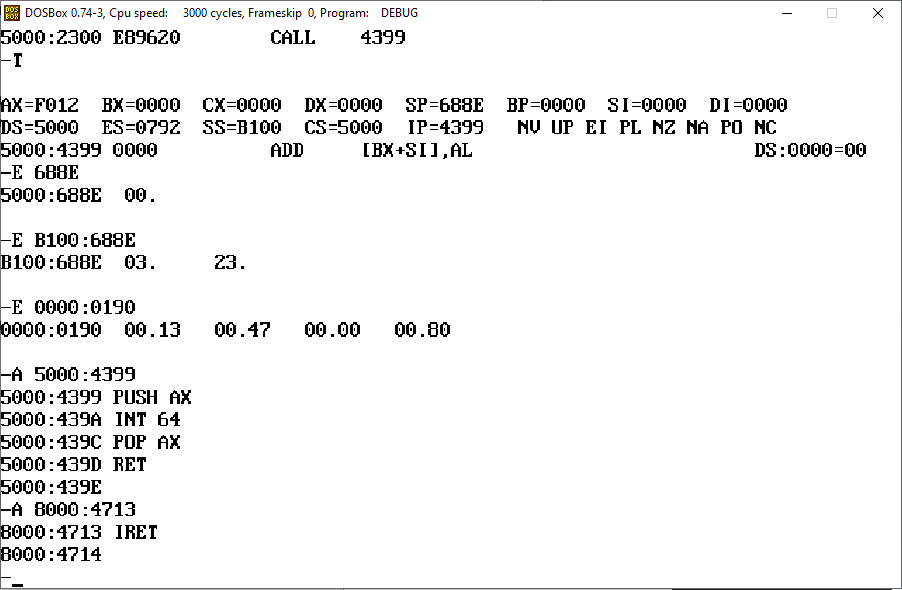 DOSBox 0.74-3, Cpu speed: 3000 cycles, Frameskip 0, Program: DEBUG
5000:2300 E89620 CALL 4399
-T
AX=F012 BX=0000 CX=0000 DX=0000 SP=688E BP=0000 SI=0000 DI=0000
DS=5000 ES=0792 SS=B100 CS=5000 IP=4399 NV UP EI PL NZ NA PO NC
5000:4399 0000 ADD [BX+SI],AL DS:0000=00
-E 688E
5000:688E 00.
-E B100:688E
B100:688E 03. 23.
-E 0000:0190
0000:0190 00.13 00.47 00.00 00.80
-A 5000:4399
5000:4399 PUSH AX
5000:439A INT 64
5000:439C POP AX
5000:439D RET
5000:439E
-A 8000:4713
8000:4713 IRET
8000:4714
-_